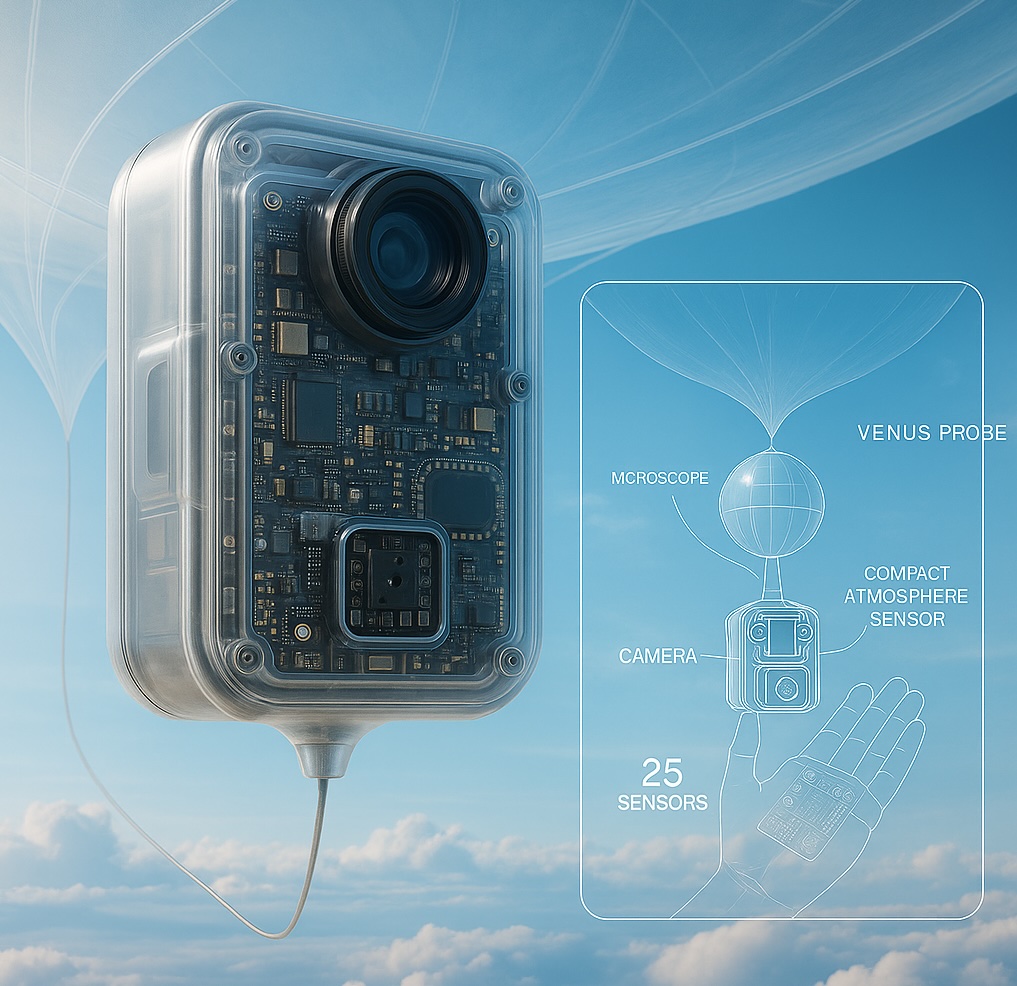 VENUS PROBE
MCROSCOPE
COMPACT
ATMOSPHERE
SENSOR
CAMERA
25
SENSORS